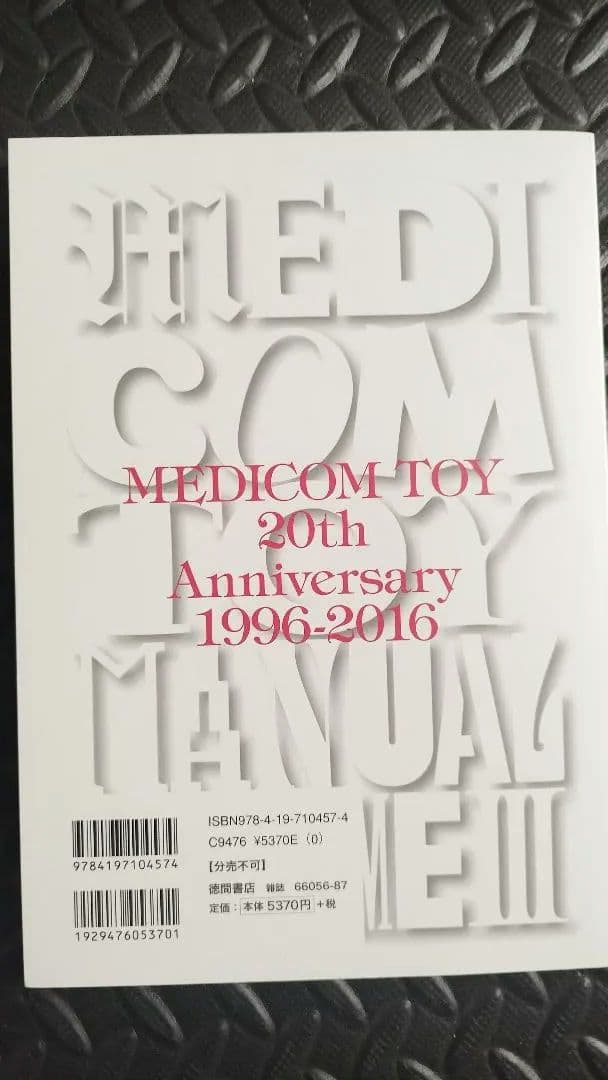 MEDI
COM
TOY
MANUAL
ME III
MEDICOM TOY
20th
Anniversary
1996-2016
ISBN978-4-19-710457-4
C9476 ¥5370E (0)
【分売不可】
徳間書店 雑誌 66056-87
定価：本体 5370円 +税
9784197104574
1929476053701